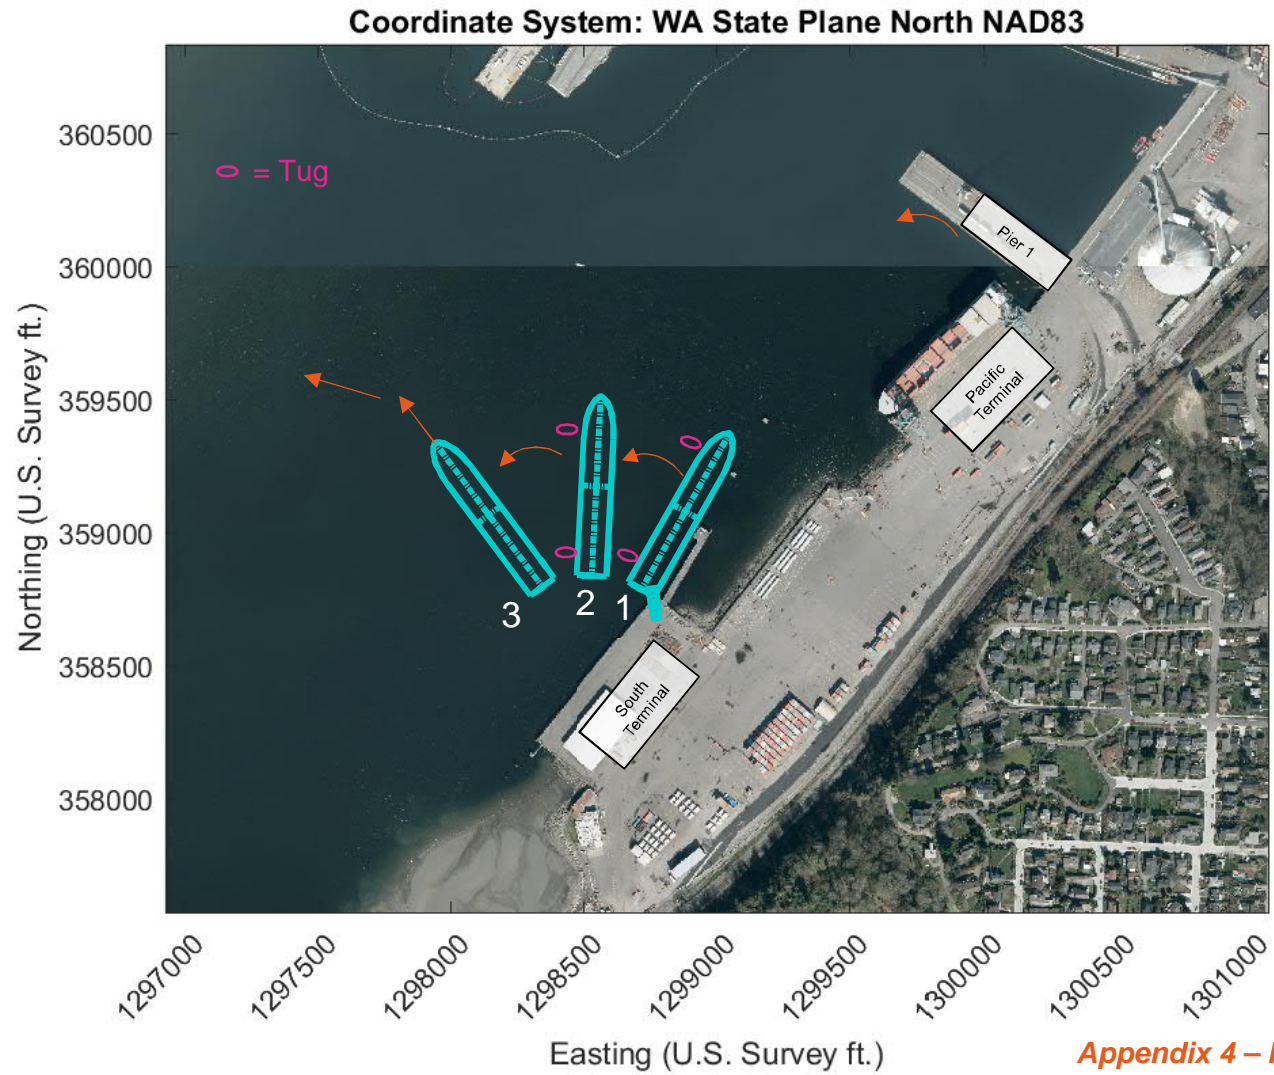 Coordinate System: WA State Plane North NAD83
360500
360000
359500
359000
358500
358000
Northing (U.S. Survey ft.)
= Tug
Pier 1
Pacific
Terminal
3
2
1
South
Terminal
1297000
1297500
1298000
1298500
1299000
1299500
1300000
1300500
1301000
Easting (U.S. Survey ft.)
Appendix 4 –